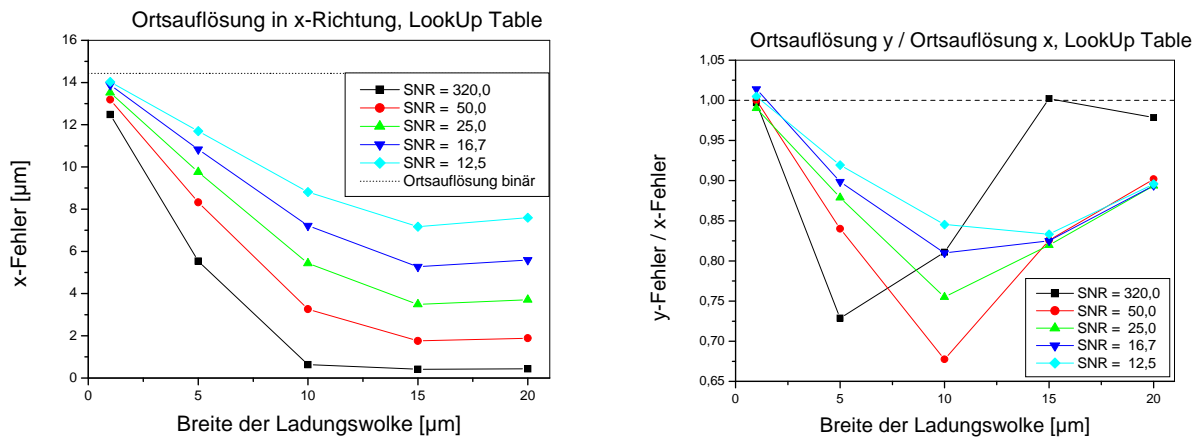 Ortsauflösung in x-Richtung, LookUp Table
16
14
12
10
8
6
4
2
0
x-Fehler [µm]
SNR = 320,0
SNR = 50,0
SNR = 25,0
SNR = 16,7
SNR = 12,5
Ortsauflösung binär
0
5
10
15
20
Breite der Ladungswolke [µm]
Ortsauflösung y / Ortsauflösung x, LookUp Table
1,05
1,00
0,95
0,90
0,85
0,80
0,75
0,70
0,65
y-Fehler / x-Fehler
SNR = 320,0
SNR = 50,0
SNR = 25,0
SNR = 16,7
SNR = 12,5
0
5
10
15
20
Breite der Ladungswolke [µm]